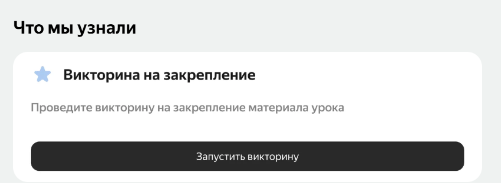 Что мы узнали
Викторина на закрепление
Проведите викторину на закрепление материала урока
Запустить викторину